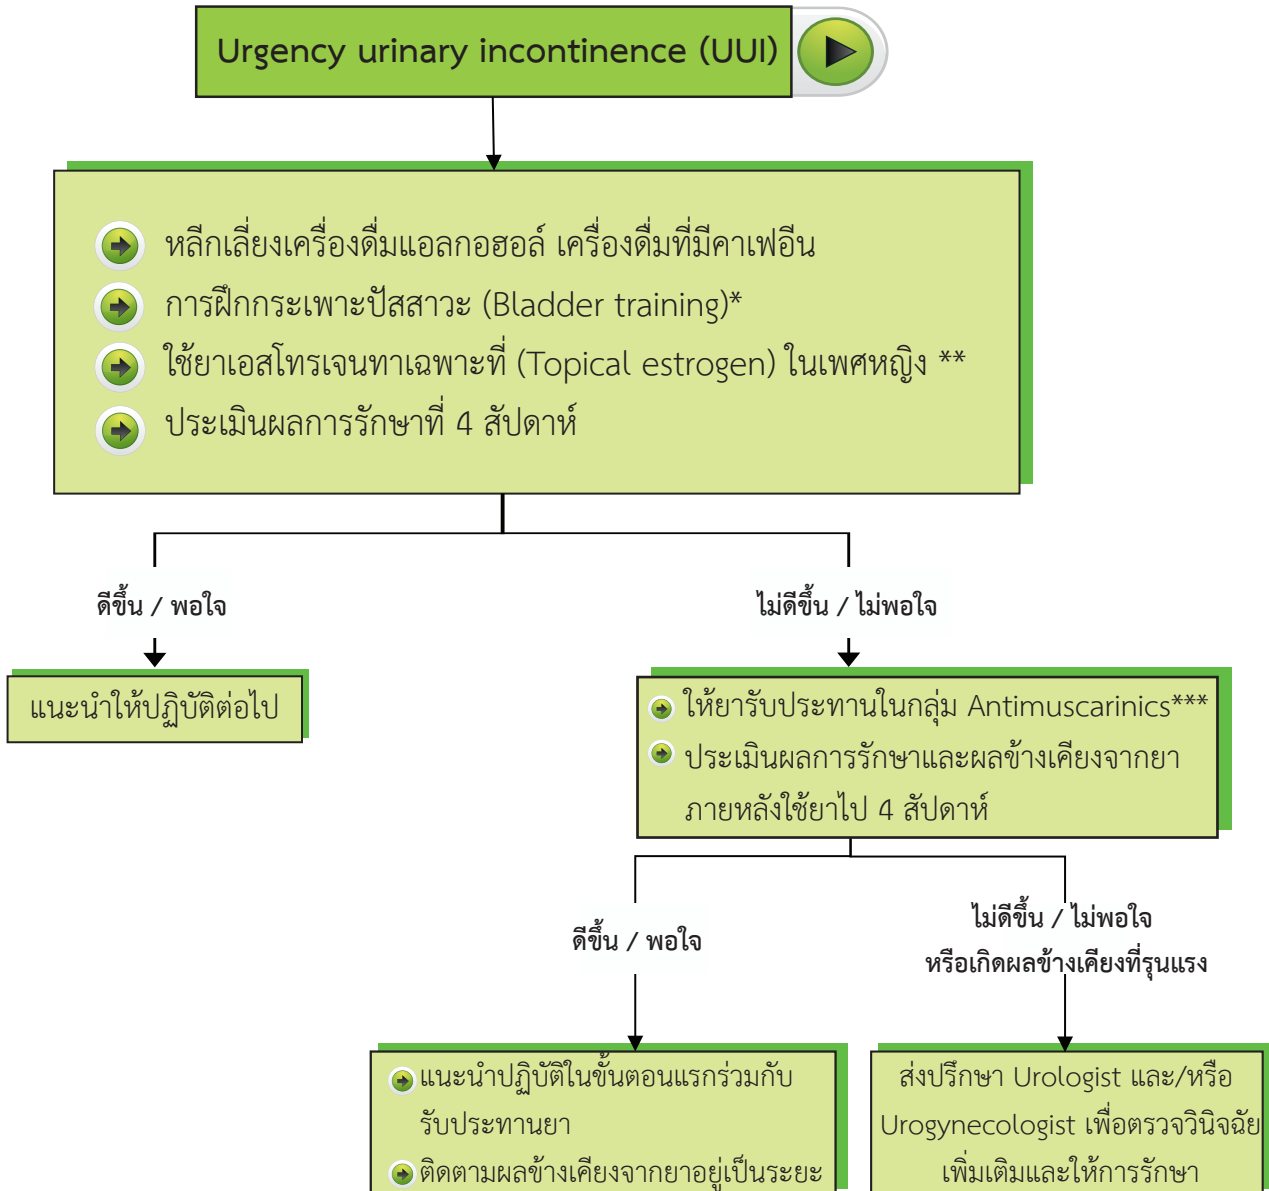 Urgency urinary incontinence (UUI)
หลีกเลี่ยงเครื่องดื่มแอลกอฮอล์ เครื่องดื่มที่มีคาเฟอีน
การฝึกกระเพาะปัสสาวะ (Bladder training)*
ใช้ยาเอสโทรเจนทาเฉพาะที่ (Topical estrogen) ในเพศหญิง **
ประเมินผลการรักษาที่ 4 สัปดาห์
ดีขึ้น / พอใจ
ไม่ดีขึ้น / ไม่พอใจ
แนะนำให้ปฏิบัติต่อไป
ให้ยารับประทานในกลุ่ม Antimuscarinics***
ประเมินผลการรักษาและผลข้างเคียงจากยา
ภายหลังใช้ยาไป 4 สัปดาห์
ดีขึ้น / พอใจ
ไม่ดีขึ้น / ไม่พอใจ
หรือเกิดผลข้างเคียงที่รุนแรง
แนะนำปฏิบัติในขั้นตอนแรกร่วมกับ
รับประทานยา
ติดตามผลข้างเคียงจากยาอยู่เป็นระยะ
ส่งปรึกษา Urologist และ/หรือ
Urogynecologist เพื่อตรวจวินิจฉัย
เพิ่มเติมและให้การรักษา